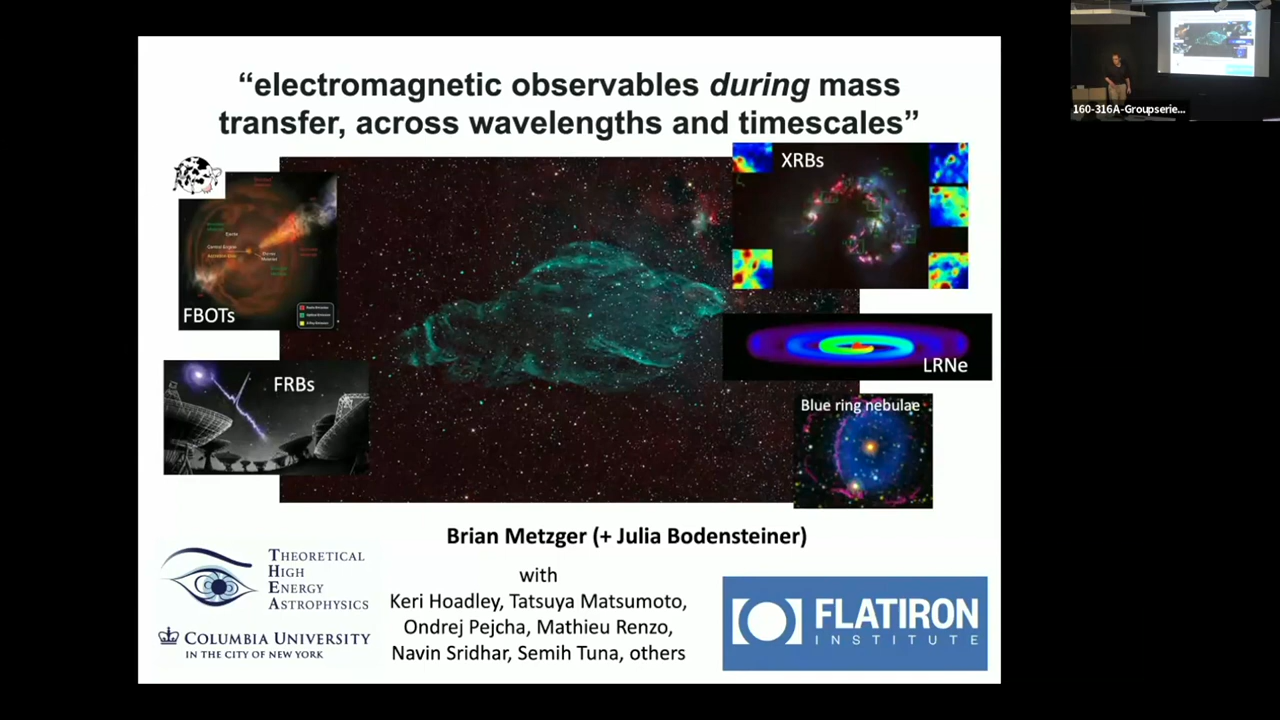 “electromagnetic observables during mass
transfer, across wavelengths and timescales”
XRBs
FBOTs
FRBs
LRNe
Blue ring nebulae
Brian Metzger (+ Julia Bodensteiner)
with
Keri Hoadley, Tatsuya Matsumoto,
Ondrej Pejcha, Mathieu Renzo,
Navin Sridhar, Semih Tuna, others
THEORETICAL
HIGH
ENERGY
ASTROPHYSICS
COLUMBIA UNIVERSITY
IN THE CITY OF NEW YORK
FLATIRON
INSTITUTE
160-316A-Groupserie...